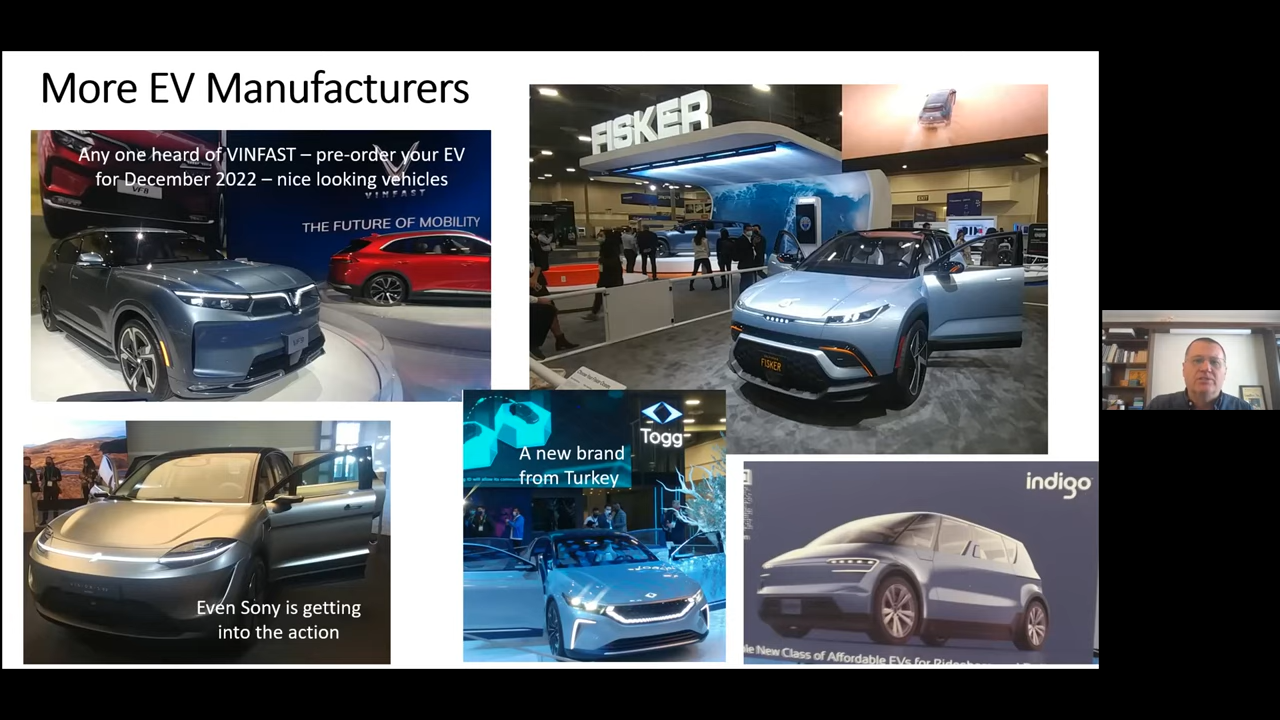 More EV Manufacturers
Any one heard of VINFAST – pre-order your EV
for December 2022 – nice looking vehicles
VF8
VINFAST
THE FUTURE OF MOBILITY
FISKER
FISKER
Togg
A new brand
from Turkey
Even Sony is getting
into the action
indigo
New Class of Affordable EVs for